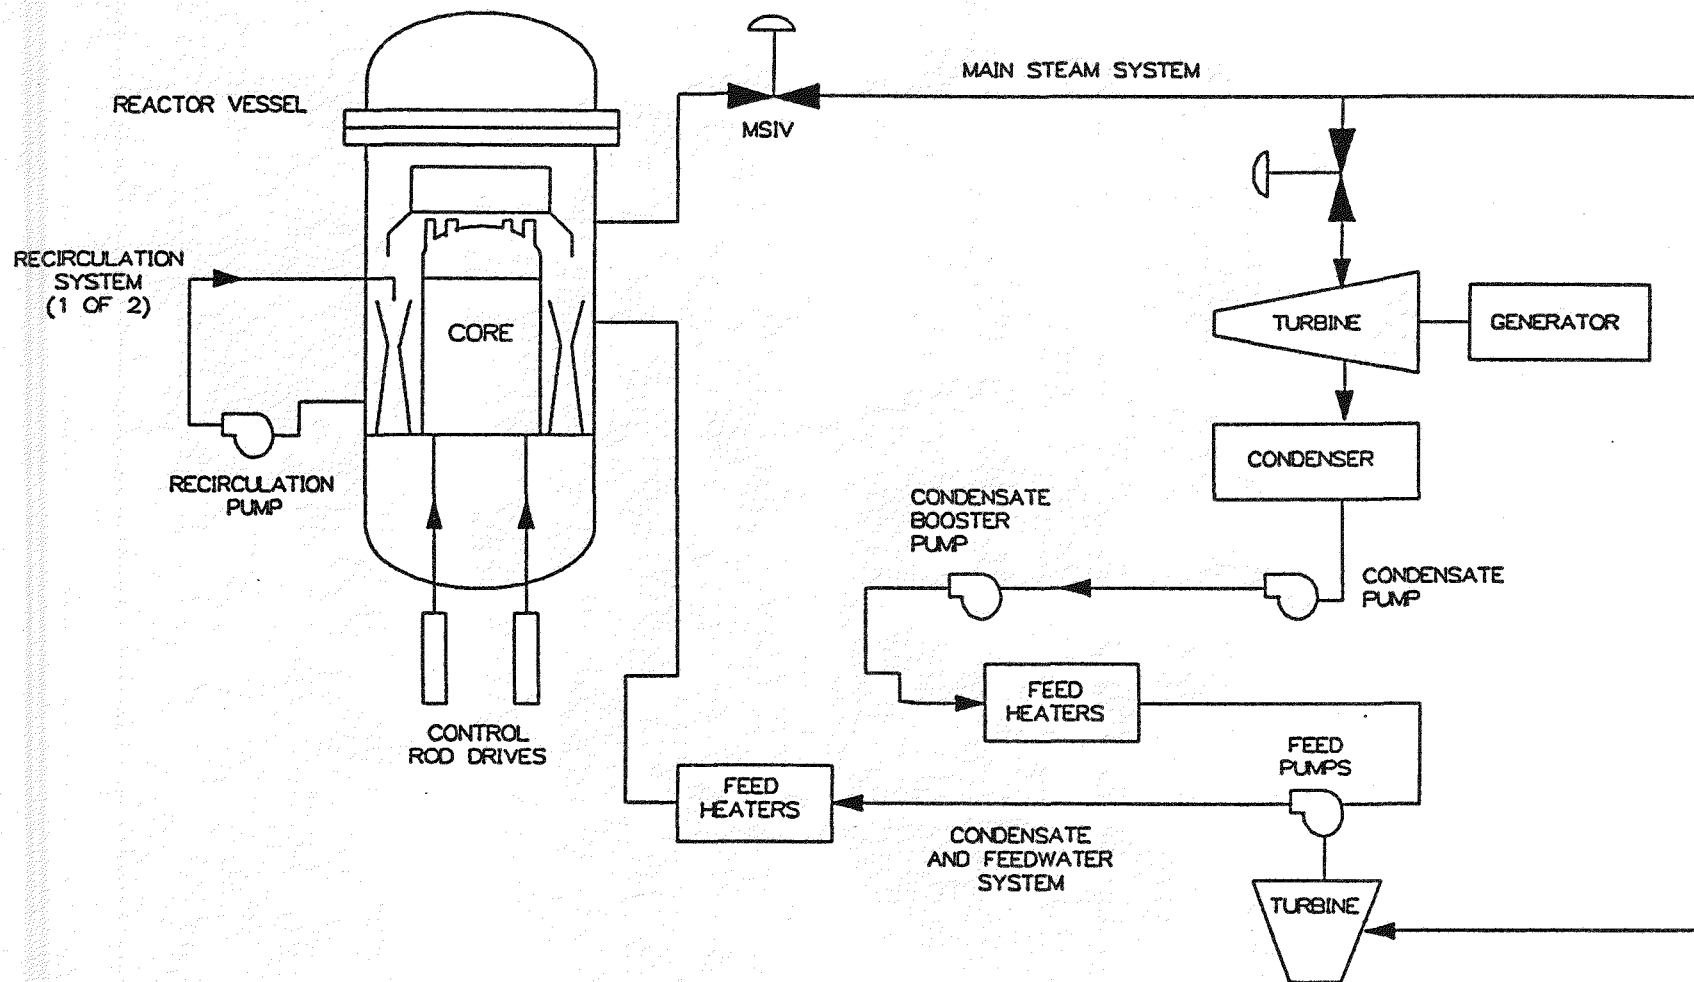 MAIN STEAM SYSTEM
REACTOR VESSEL
MSIV
RECIRCULATION
SYSTEM
(1 OF 2)
CORE
TURBINE
GENERATOR
CONDENSER
RECIRCULATION
PUMP
CONDENSATE
BOOSTER
PUMP
CONDENSATE
PUMP
FEED
HEATERS
CONTROL
ROD DRIVES
FEED
PUMPS
FEED
HEATERS
CONDENSATE
AND FEEDWATER
SYSTEM
TURBINE